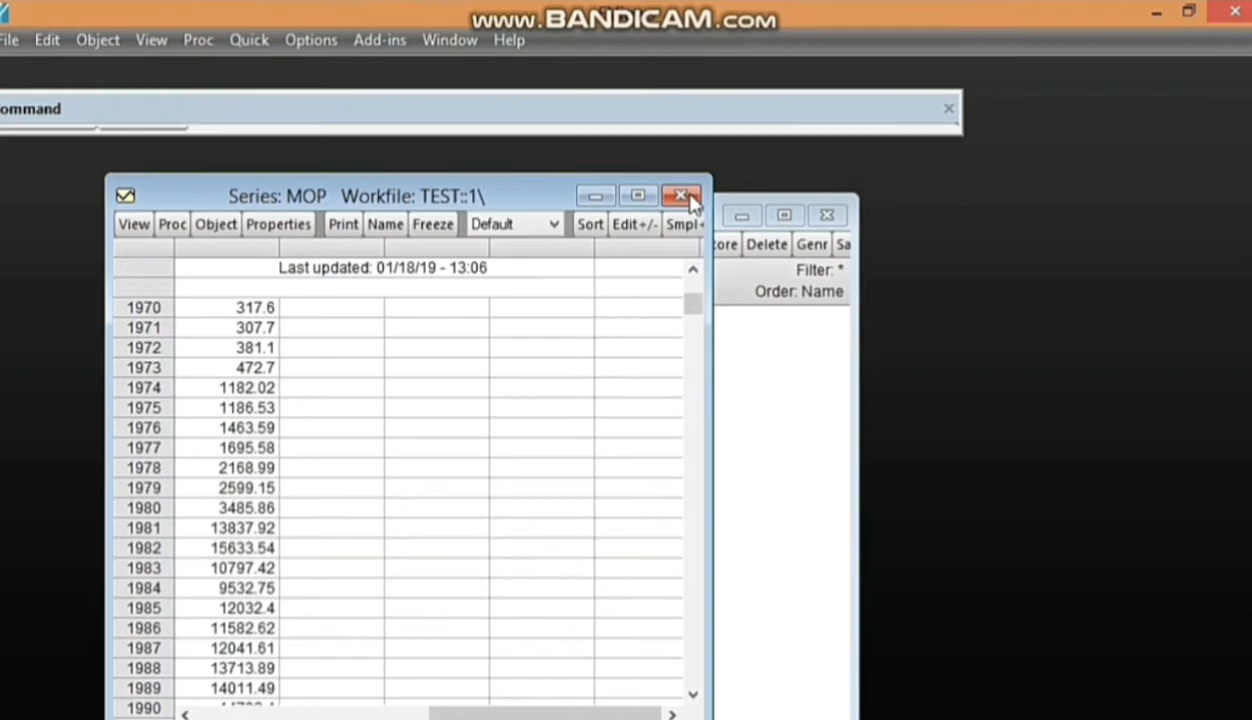 www.BANDICAM.com
File Edit Object View Proc Quick Options Add-ins Window Help
ommand
Series: MOP Workfile: TEST::1\
View Proc Object Properties Print Name Freeze Default Sort Edit+/- Smpl+
ore Delete Genr Sa
Filter: *
Order: Name
Last updated: 01/18/19 - 13:06
1970 317.6
1971 307.7
1972 381.1
1973 472.7
1974 1182.02
1975 1186.53
1976 1463.59
1977 1695.58
1978 2168.99
1979 2599.15
1980 3485.86
1981 13837.92
1982 15633.54
1983 10797.42
1984 9532.75
1985 12032.4
1986 11582.62
1987 12041.61
1988 13713.89
1989 14011.49
1990